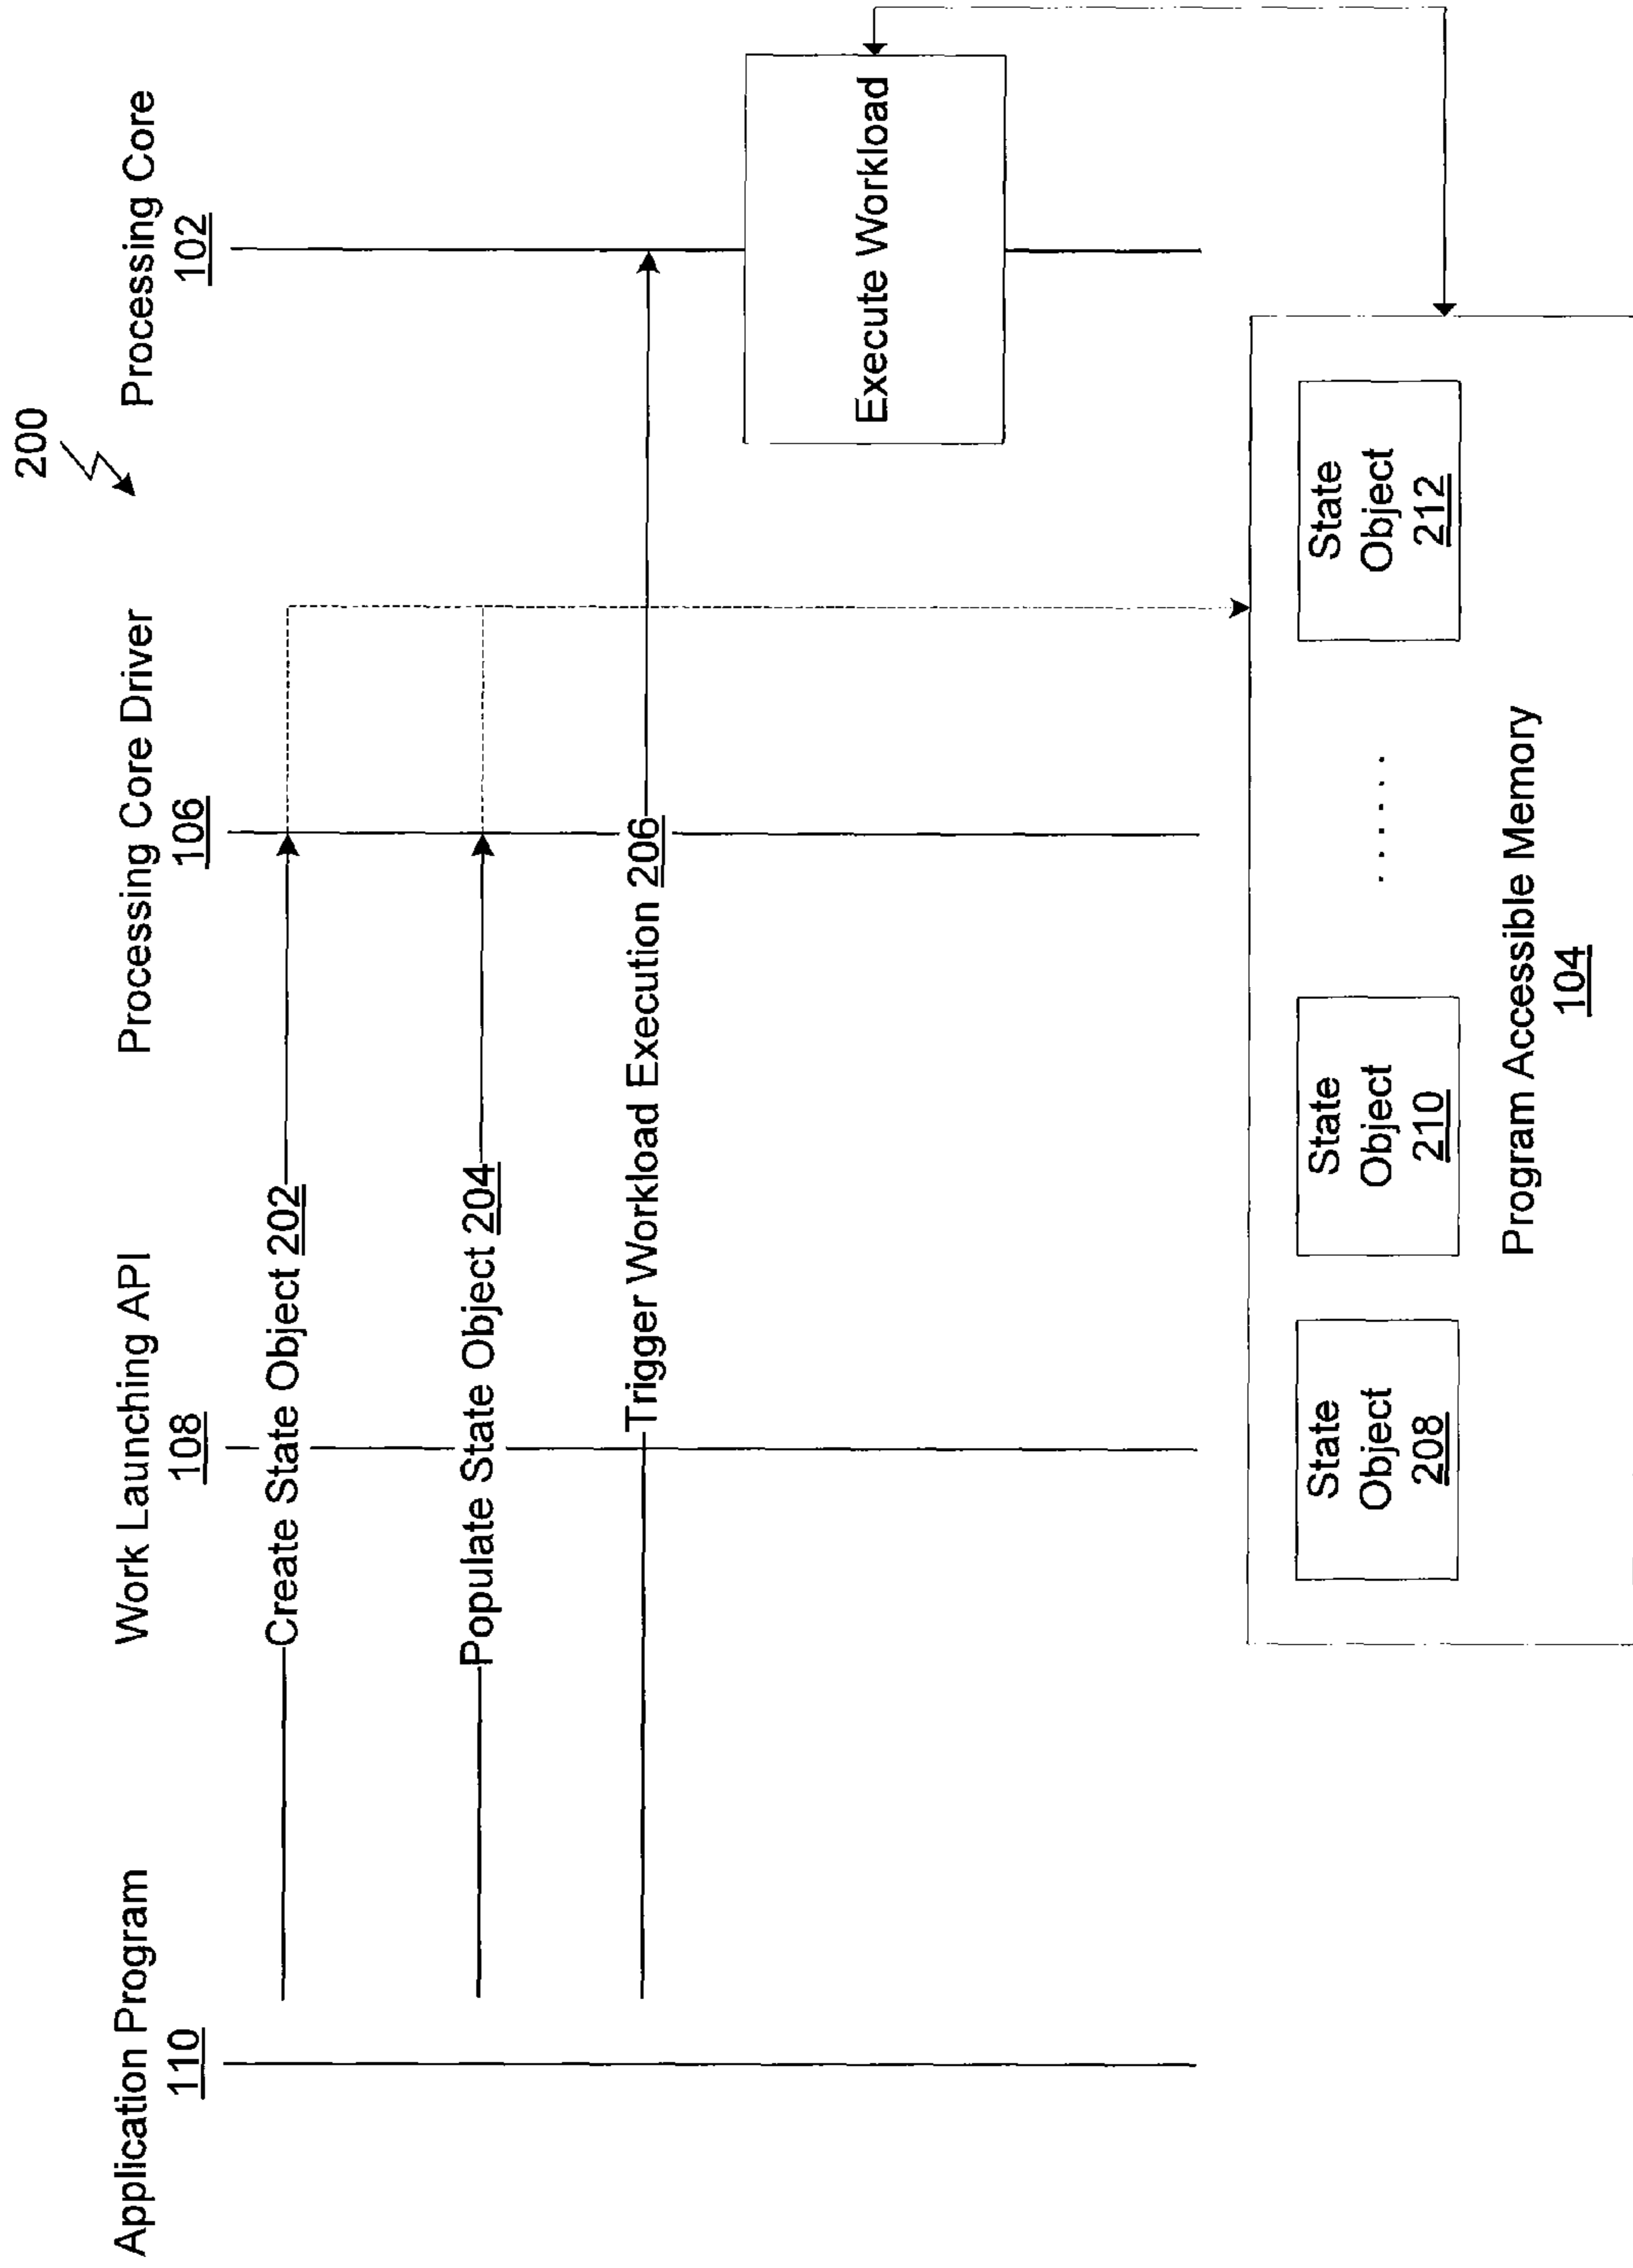 200
Application Program
110
Work Launching API
108
Processing Core Driver
106
Processing Core
102
Create State Object 202
Populate State Object 204
Trigger Workload Execution 206
Execute Workload
State
Object
208
State
Object
210
. . . . . .
State
Object
212
Program Accessible Memory
104